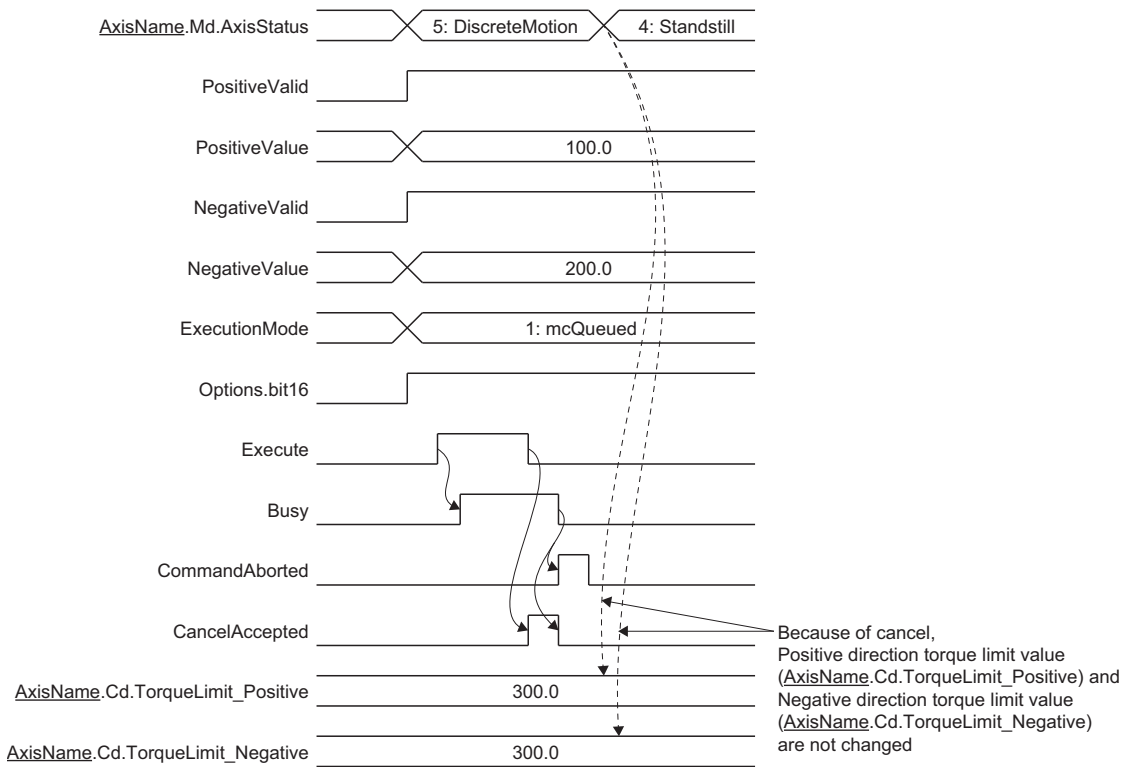 AxisName.Md.AxisStatus
5: DiscreteMotion
4: Standstill
PositiveValid
PositiveValue
100.0
NegativeValid
NegativeValue
200.0
ExecutionMode
1: mcQueued
Options.bit16
Execute
Busy
CommandAborted
CancelAccepted
Because of cancel,
Positive direction torque limit value
(AxisName.Cd.TorqueLimit_Positive) and
Negative direction torque limit value
(AxisName.Cd.TorqueLimit_Negative)
are not changed
AxisName.Cd.TorqueLimit_Positive
300.0
AxisName.Cd.TorqueLimit_Negative
300.0